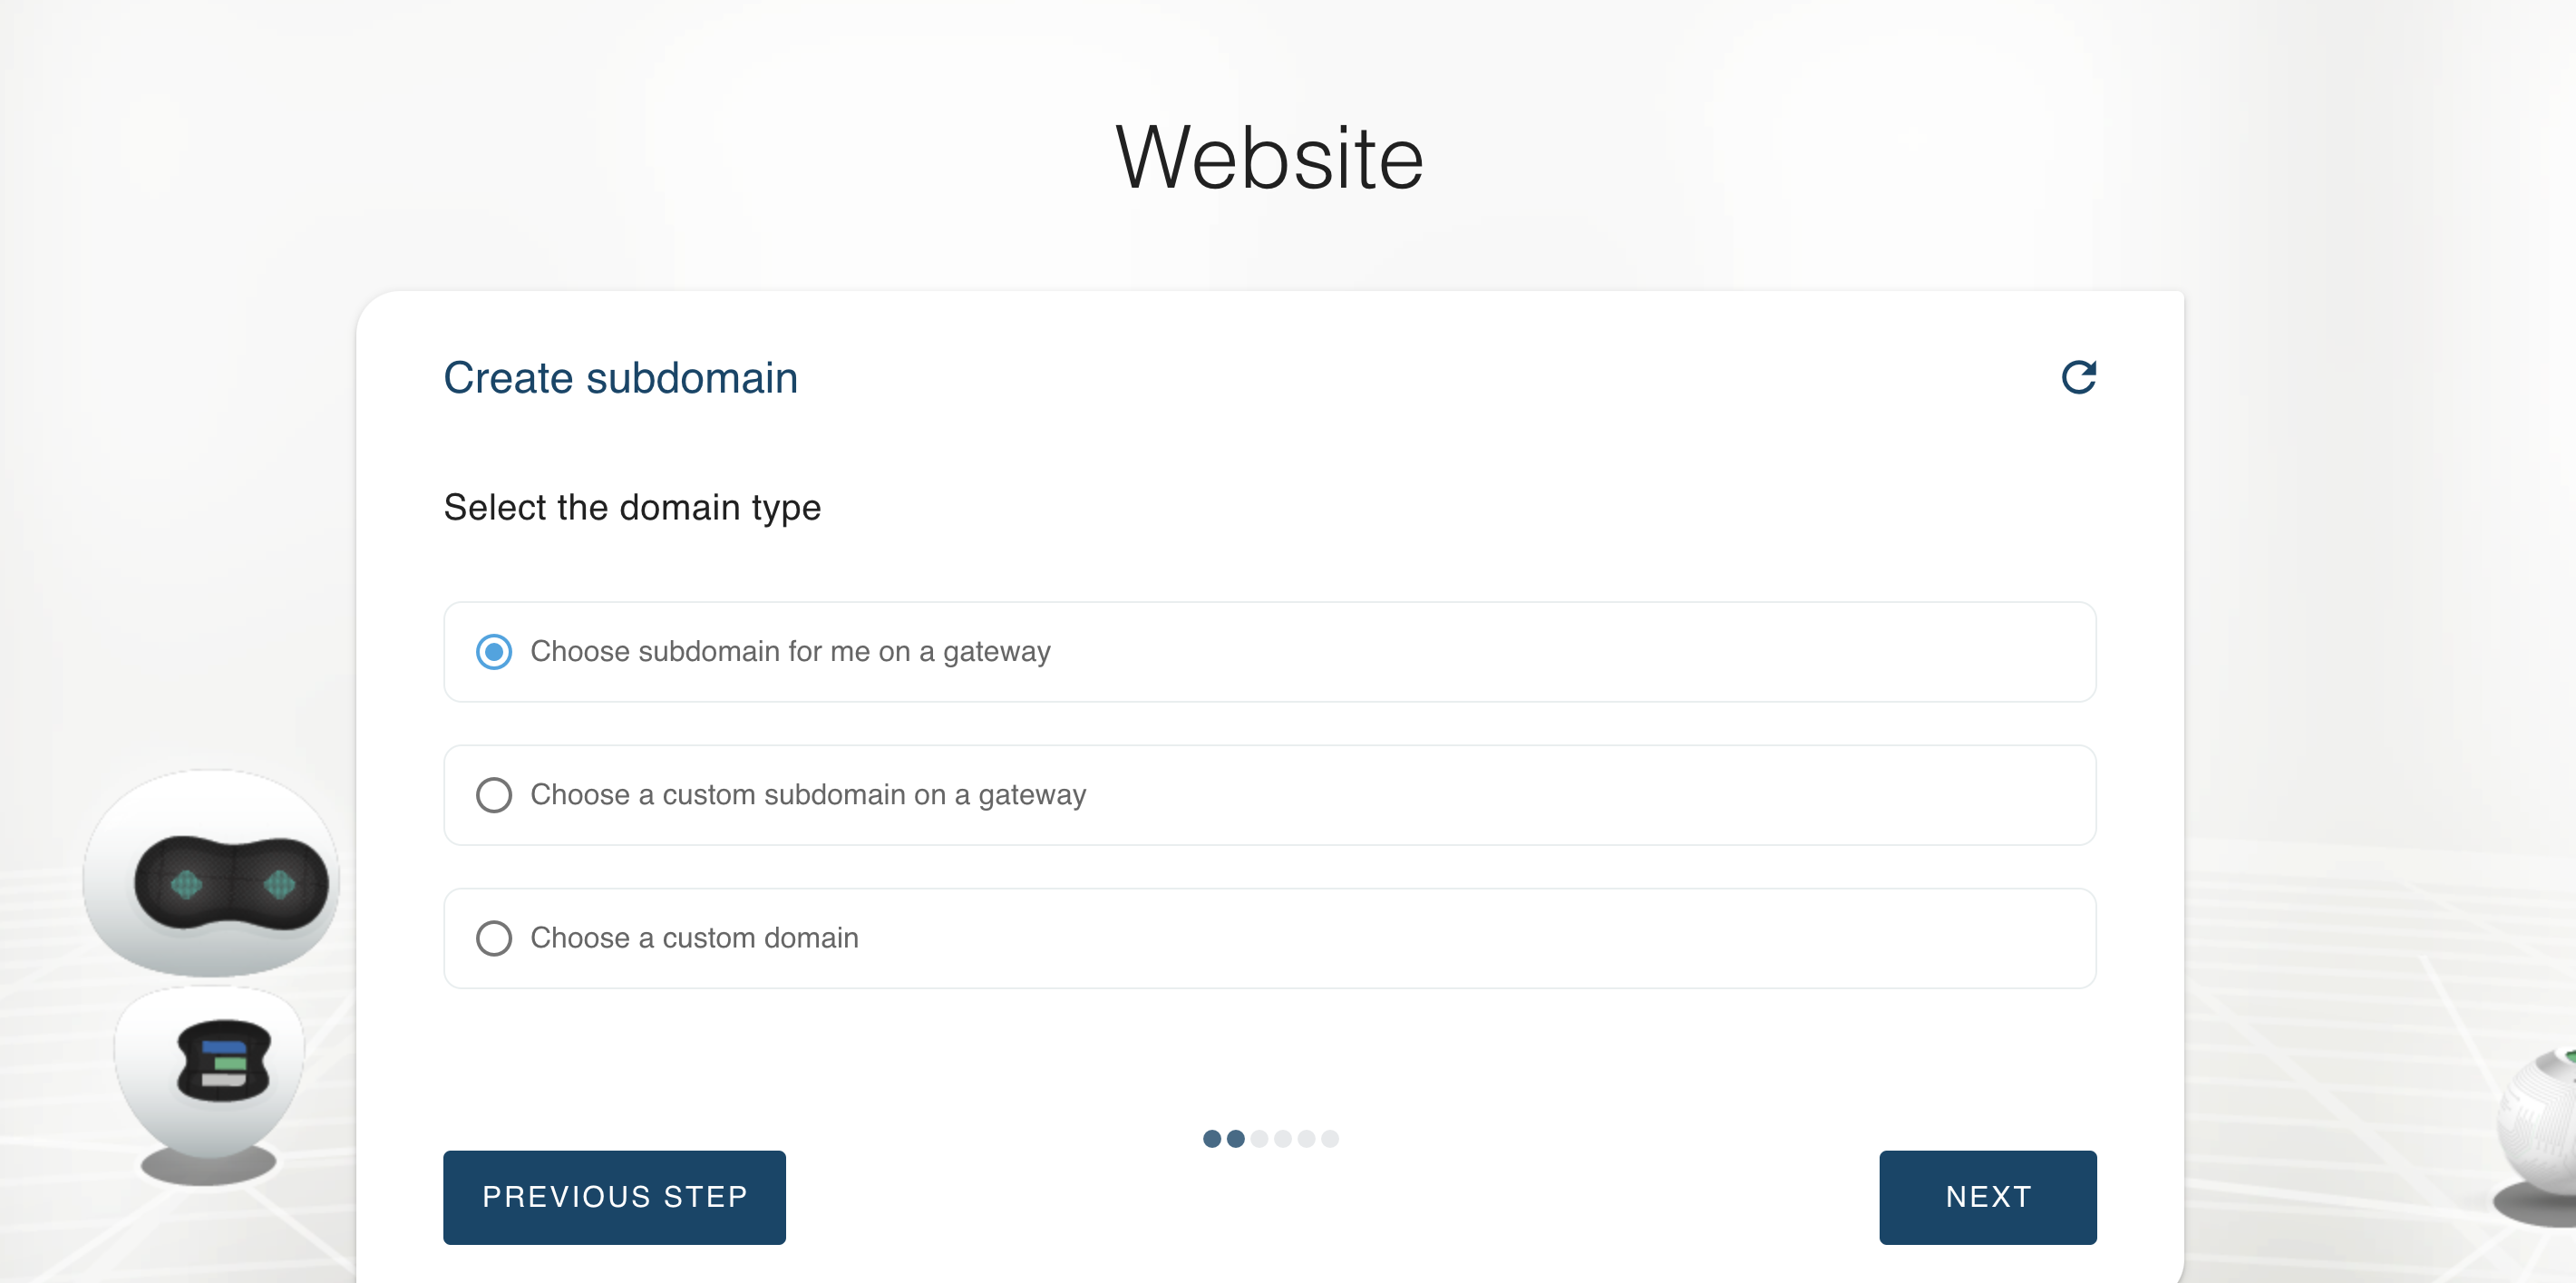 Website
Create subdomain
Select the domain type
Choose subdomain for me on a gateway
Choose a custom subdomain on a gateway
Choose a custom domain
PREVIOUS STEP
NEXT